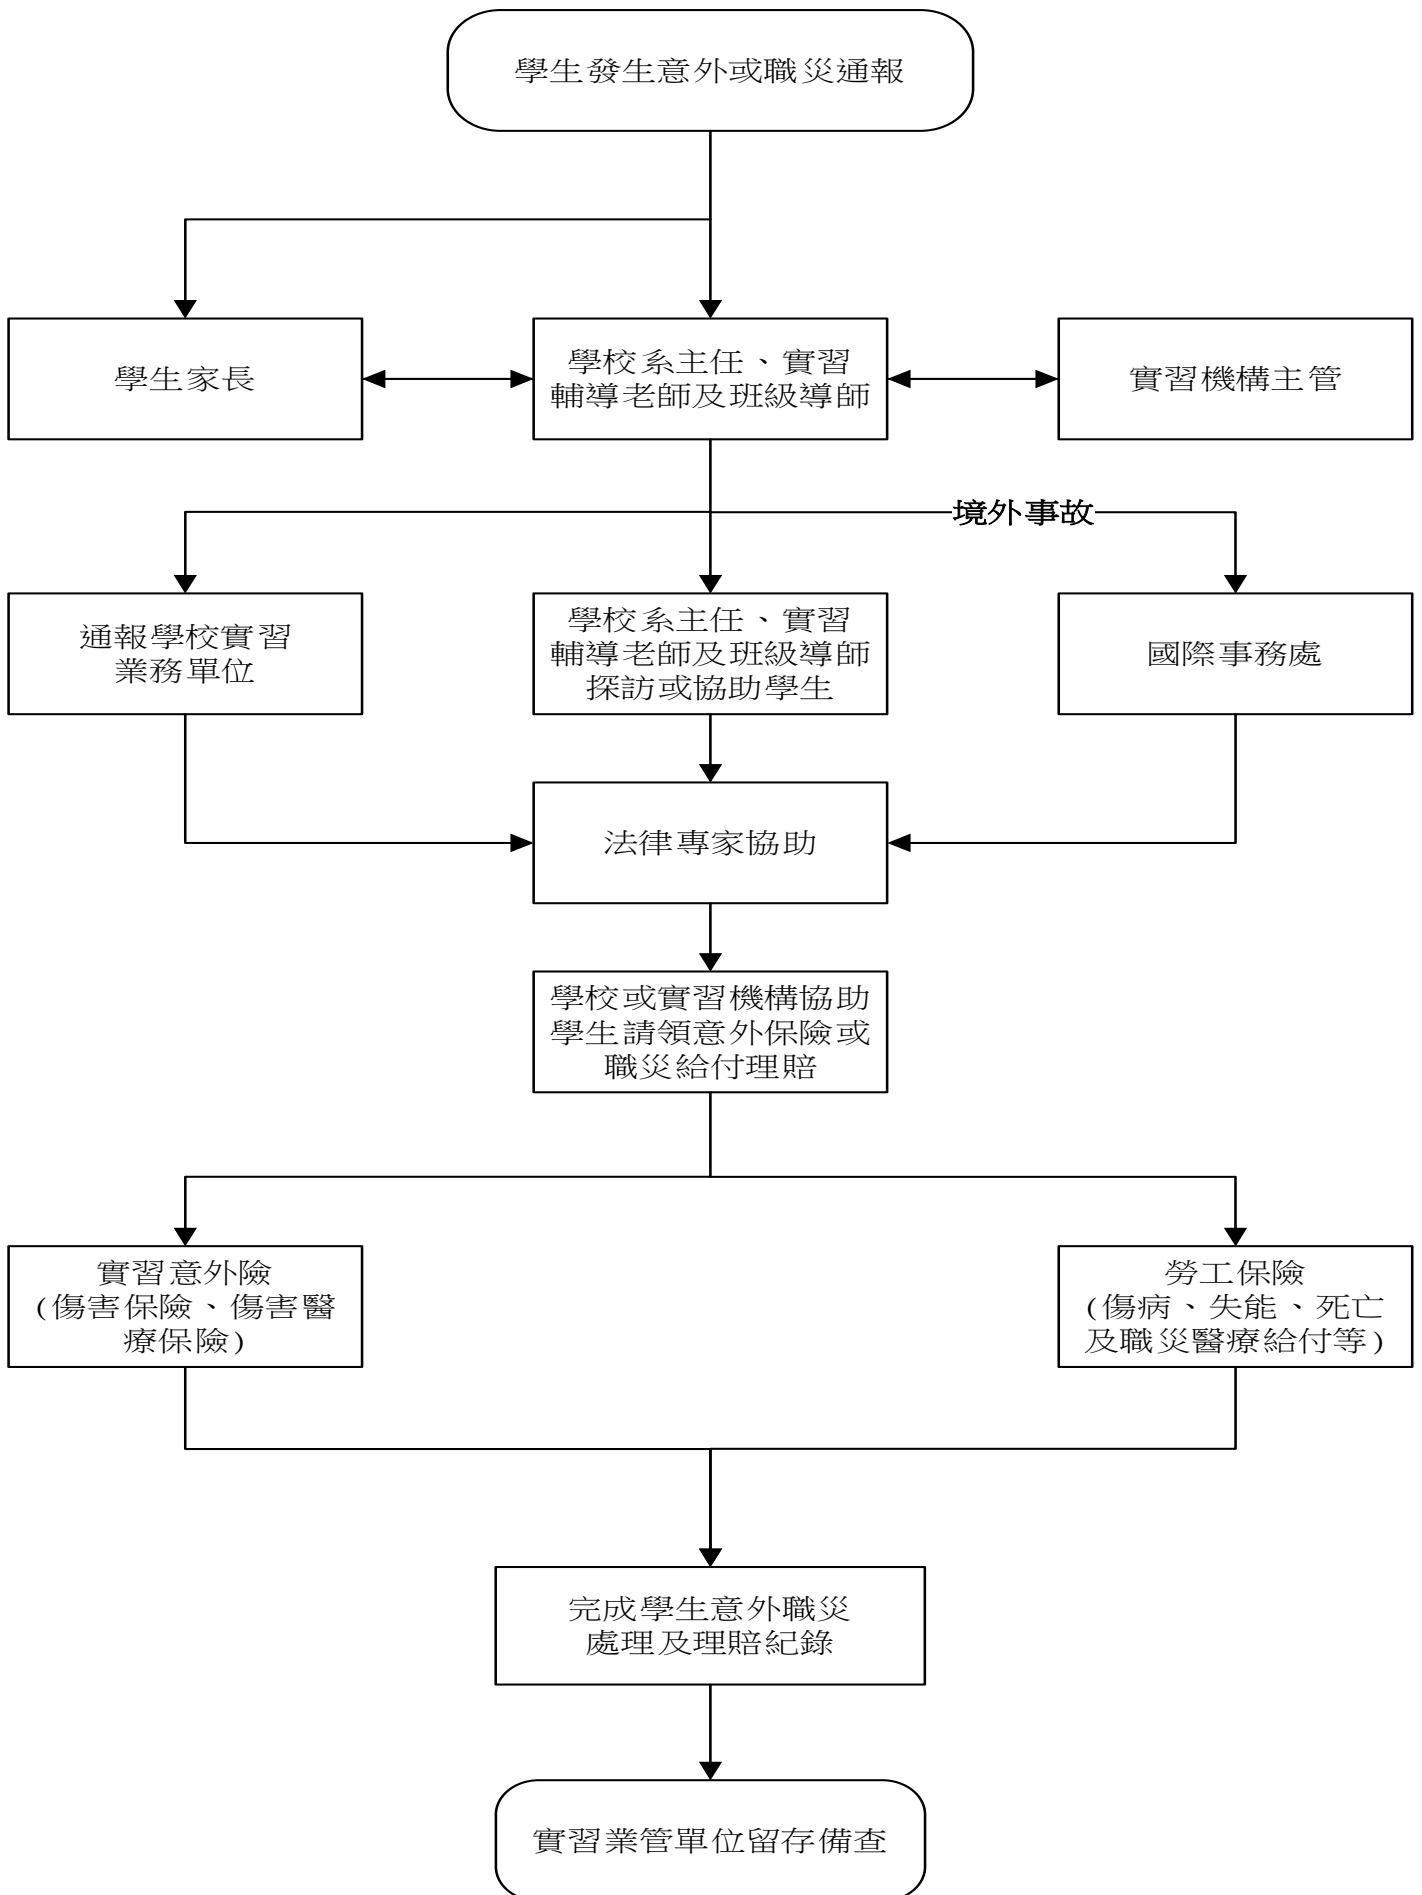 學生發生意外或職災通報
學生家長
學校系主任、實習
輔導老師及班級導師
實習機構主管
境外事故
通報學校實習
業務單位
學校系主任、實習
輔導老師及班級導師
探訪或協助學生
國際事務處
法律專家協助
學校或實習機構協助
學生請領意外保險或
職災給付理賠
實習意外險
(傷害保險、傷害醫
療保險)
勞工保險
(傷病、失能、死亡
及職災醫療給付等)
完成學生意外職災
處理及理賠紀錄
實習業管單位留存備查